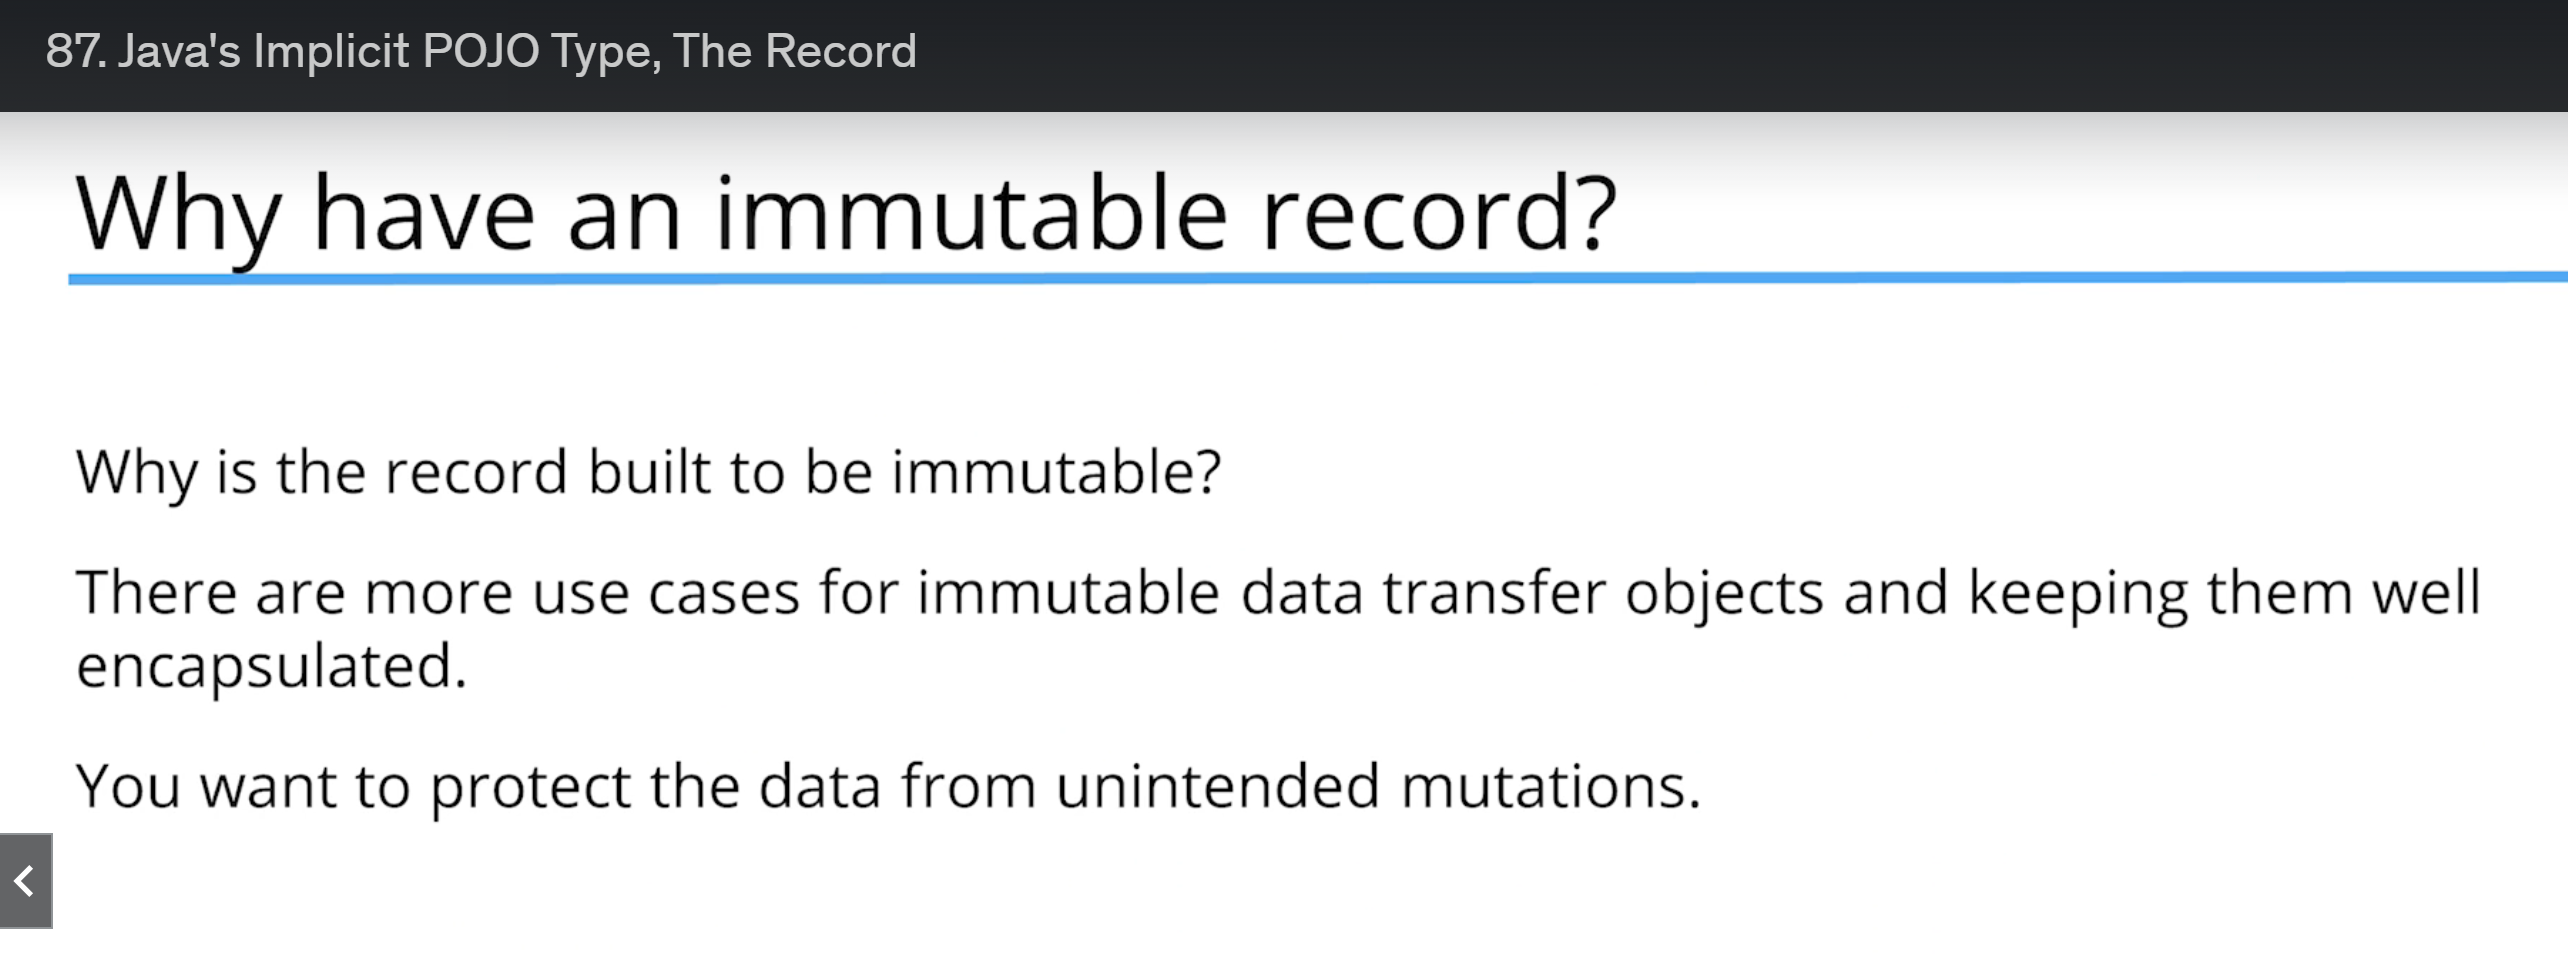 87. Java's Implicit POJO Type, The Record
Why have an immutable record?
Why is the record built to be immutable?
There are more use cases for immutable data transfer objects and keeping them well
encapsulated.
You want to protect the data from unintended mutations.